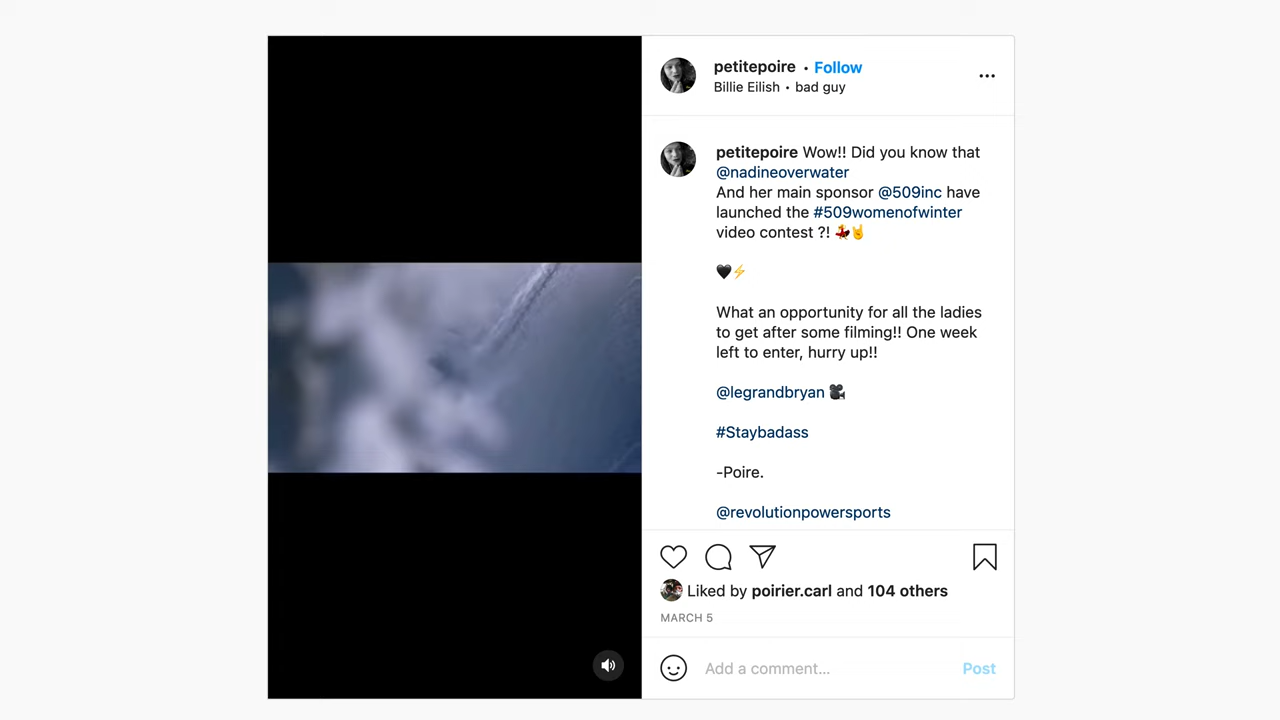 petitepoire • Follow
Billie Eilish • bad guy
petitepoire Wow!! Did you know that
@nadineoverwater
And her main sponsor @509inc have
launched the #509womenofwinter
video contest ?! 💃🤘
🖤⚡
What an opportunity for all the ladies
to get after some filming!! One week
left to enter, hurry up!!
@legrandbryan 🎥
#Staybadass
-Poire.
@revolutionpowersports
Liked by poirier.carl and 104 others
MARCH 5
Add a comment... Post